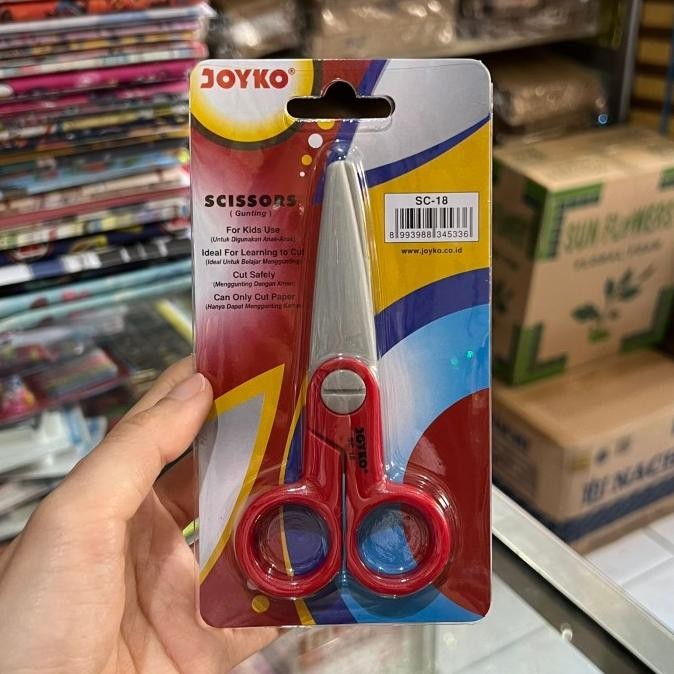 JOYKO®
SCISSORS
( Gunting )
For Kids Use
(Untuk Digunakan Anak-Anak)
Ideal For Learning to Cut
(Ideal Untuk Belajar Menggunting)
Cut Safely
(Menggunting Dengan Aman)
Can Only Cut Paper
(Hanya Dapat Menggunting Kertas)
SC-18
8 993988 345336
www.joyko.co.id
JOYKO
SC-18
SUN FLOWERS